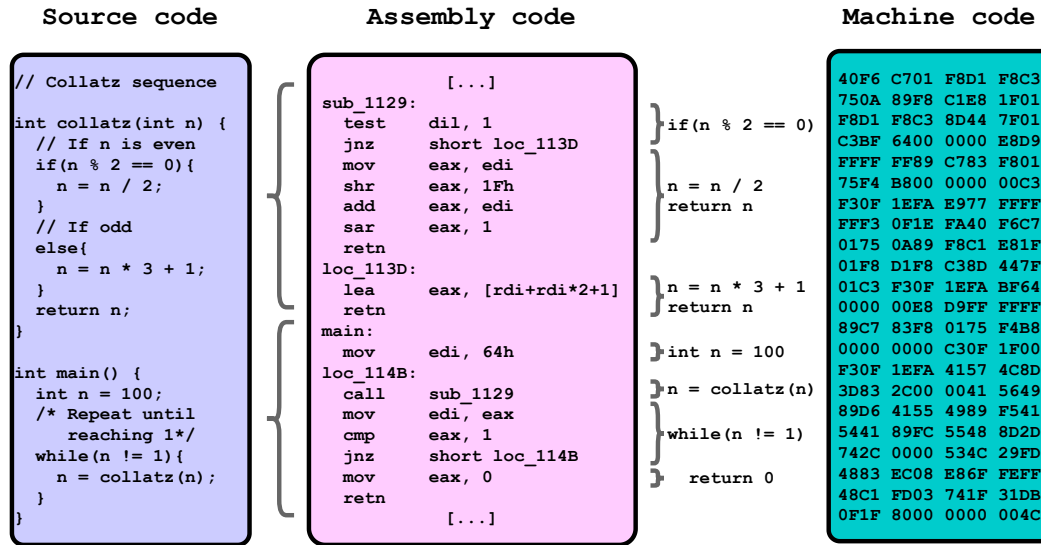 Source code
// Collatz sequence
int collatz(int n) {
// If n is even
if(n % 2 == 0){
n = n / 2;
}
// If odd
else{
n = n * 3 + 1;
}
return n;
}
int main() {
int n = 100;
/* Repeat until
reaching 1*/
while(n != 1){
n = collatz(n);
}
}
Assembly code
[...]
sub_1129:
test dil, 1
jnz short loc_113D
mov eax, edi
shr eax, 1Fh
add eax, edi
sar eax, 1
retn
loc_113D:
lea eax, [rdi+rdi*2+1]
retn
main:
mov edi, 64h
loc_114B:
call sub_1129
mov edi, eax
cmp eax, 1
jnz short loc_114B
mov eax, 0
retn
[...]
if(n % 2 == 0)
n = n / 2
return n
n = n * 3 + 1
return n
int n = 100
n = collatz(n)
while(n != 1)
return 0
Machine code
40F6 C701 F8D1 F8C3
750A 89F8 C1E8 1F01
F8D1 F8C3 8D44 7F01
C3BF 6400 0000 E8D9
FFFF FF89 C783 F801
75F4 B800 0000 00C3
F30F 1EFA E977 FFFF
FFF3 0F1E FA40 F6C7
0175 0A89 F8C1 E81F
01F8 D1F8 C38D 447F
01C3 F30F 1EFA BF64
0000 00E8 D9FF FFFF
89C7 83F8 0175 F4B8
0000 0000 C30F 1F00
F30F 1EFA 4157 4C8D
3D83 2C00 0041 5649
89D6 4155 4989 F541
5441 89FC 5548 8D2D
742C 0000 534C 29FD
4883 EC08 E86F FEFF
48C1 FD03 741F 31DB
0F1F 8000 0000 004C